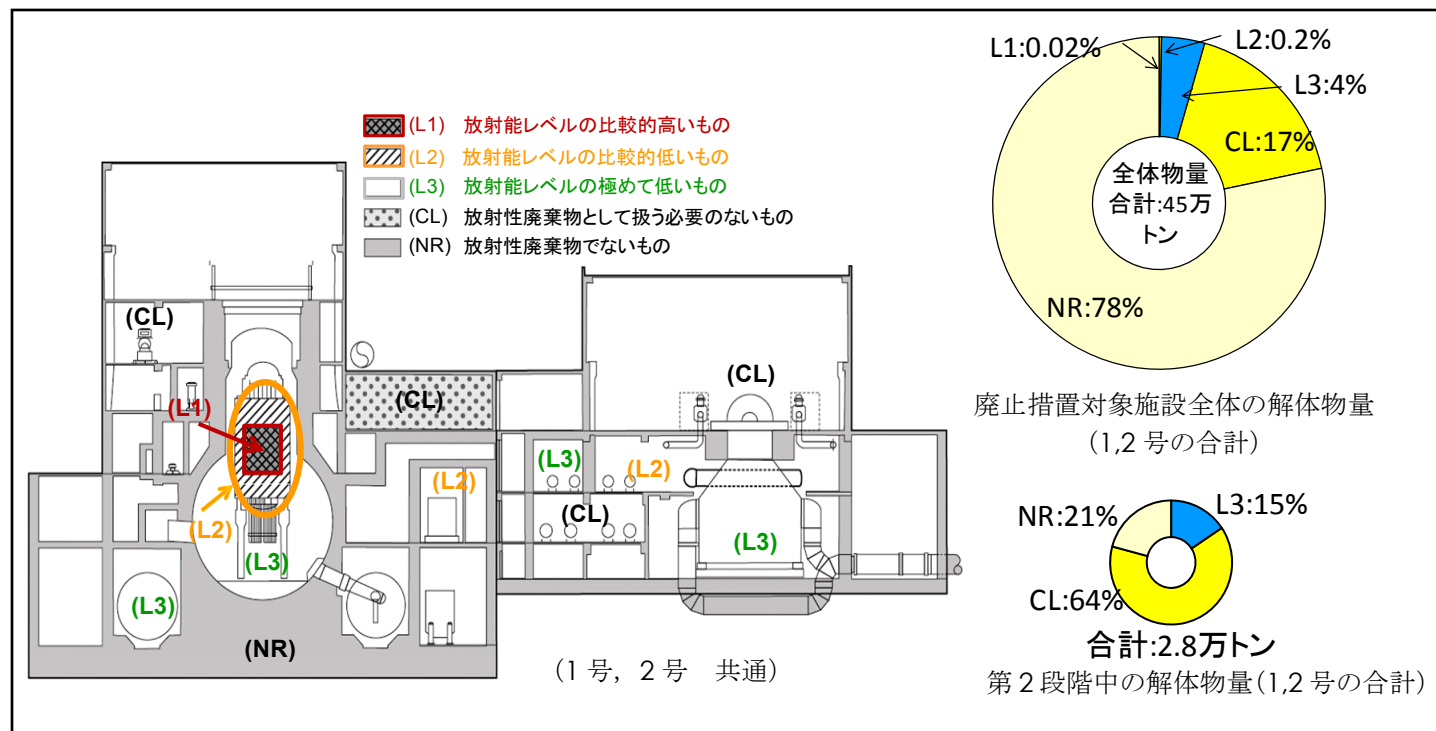 (L1) 放射能レベルの比較的高いもの
(L2) 放射能レベルの比較的低いもの
(L3) 放射能レベルの極めて低いもの
(CL) 放射性廃棄物として扱う必要のないもの
(NR) 放射性廃棄物でないもの
(CL)
(L1)
(CL)
(CL)
(L2)
(L3)
(L2)
(L2)
(CL)
(L3)
(L3)
(L3)
(NR)
(1号，2号 共通)
L1:0.02%
L2:0.2%
L3:4%
CL:17%
全体物量
合計:45万
トン
NR:78%
廃止措置対象施設全体の解体物量
(1,2号の合計)
NR:21%
L3:15%
CL:64%
合計:2.8万トン
第2段階中の解体物量(1,2号の合計)